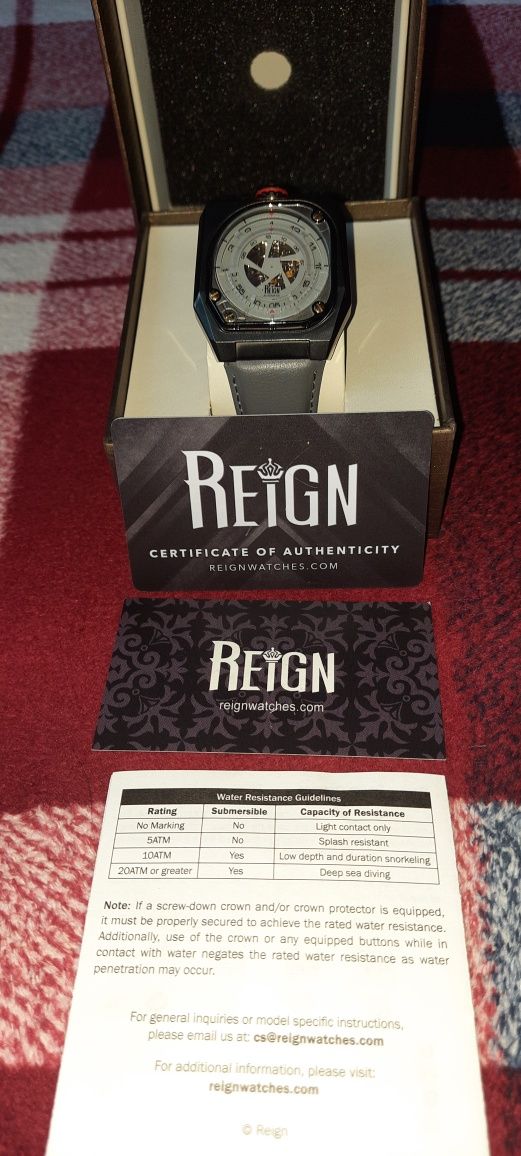 REIGN
REIGN
CERTIFICATE OF AUTHENTICITY
REIGNWATCHES.COM
REIGN
reignwatches.com
Water Resistance Guidelines
Rating Submersible Capacity of Resistance
No Marking No Light contact only
5ATM No Splash resistant
10ATM Yes Low depth and duration snorkeling
20ATM or greater Yes Deep sea diving
Note: If a screw-down crown and/or crown protector is equipped,
it must be properly secured to achieve the rated water resistance.
Additionally, use of the crown or any equipped buttons while in
contact with water negates the rated water resistance as water
penetration may occur.
For general inquiries or model specific instructions,
please email us at: cs@reignwatches.com
For additional information, please visit:
reignwatches.com
© Reign